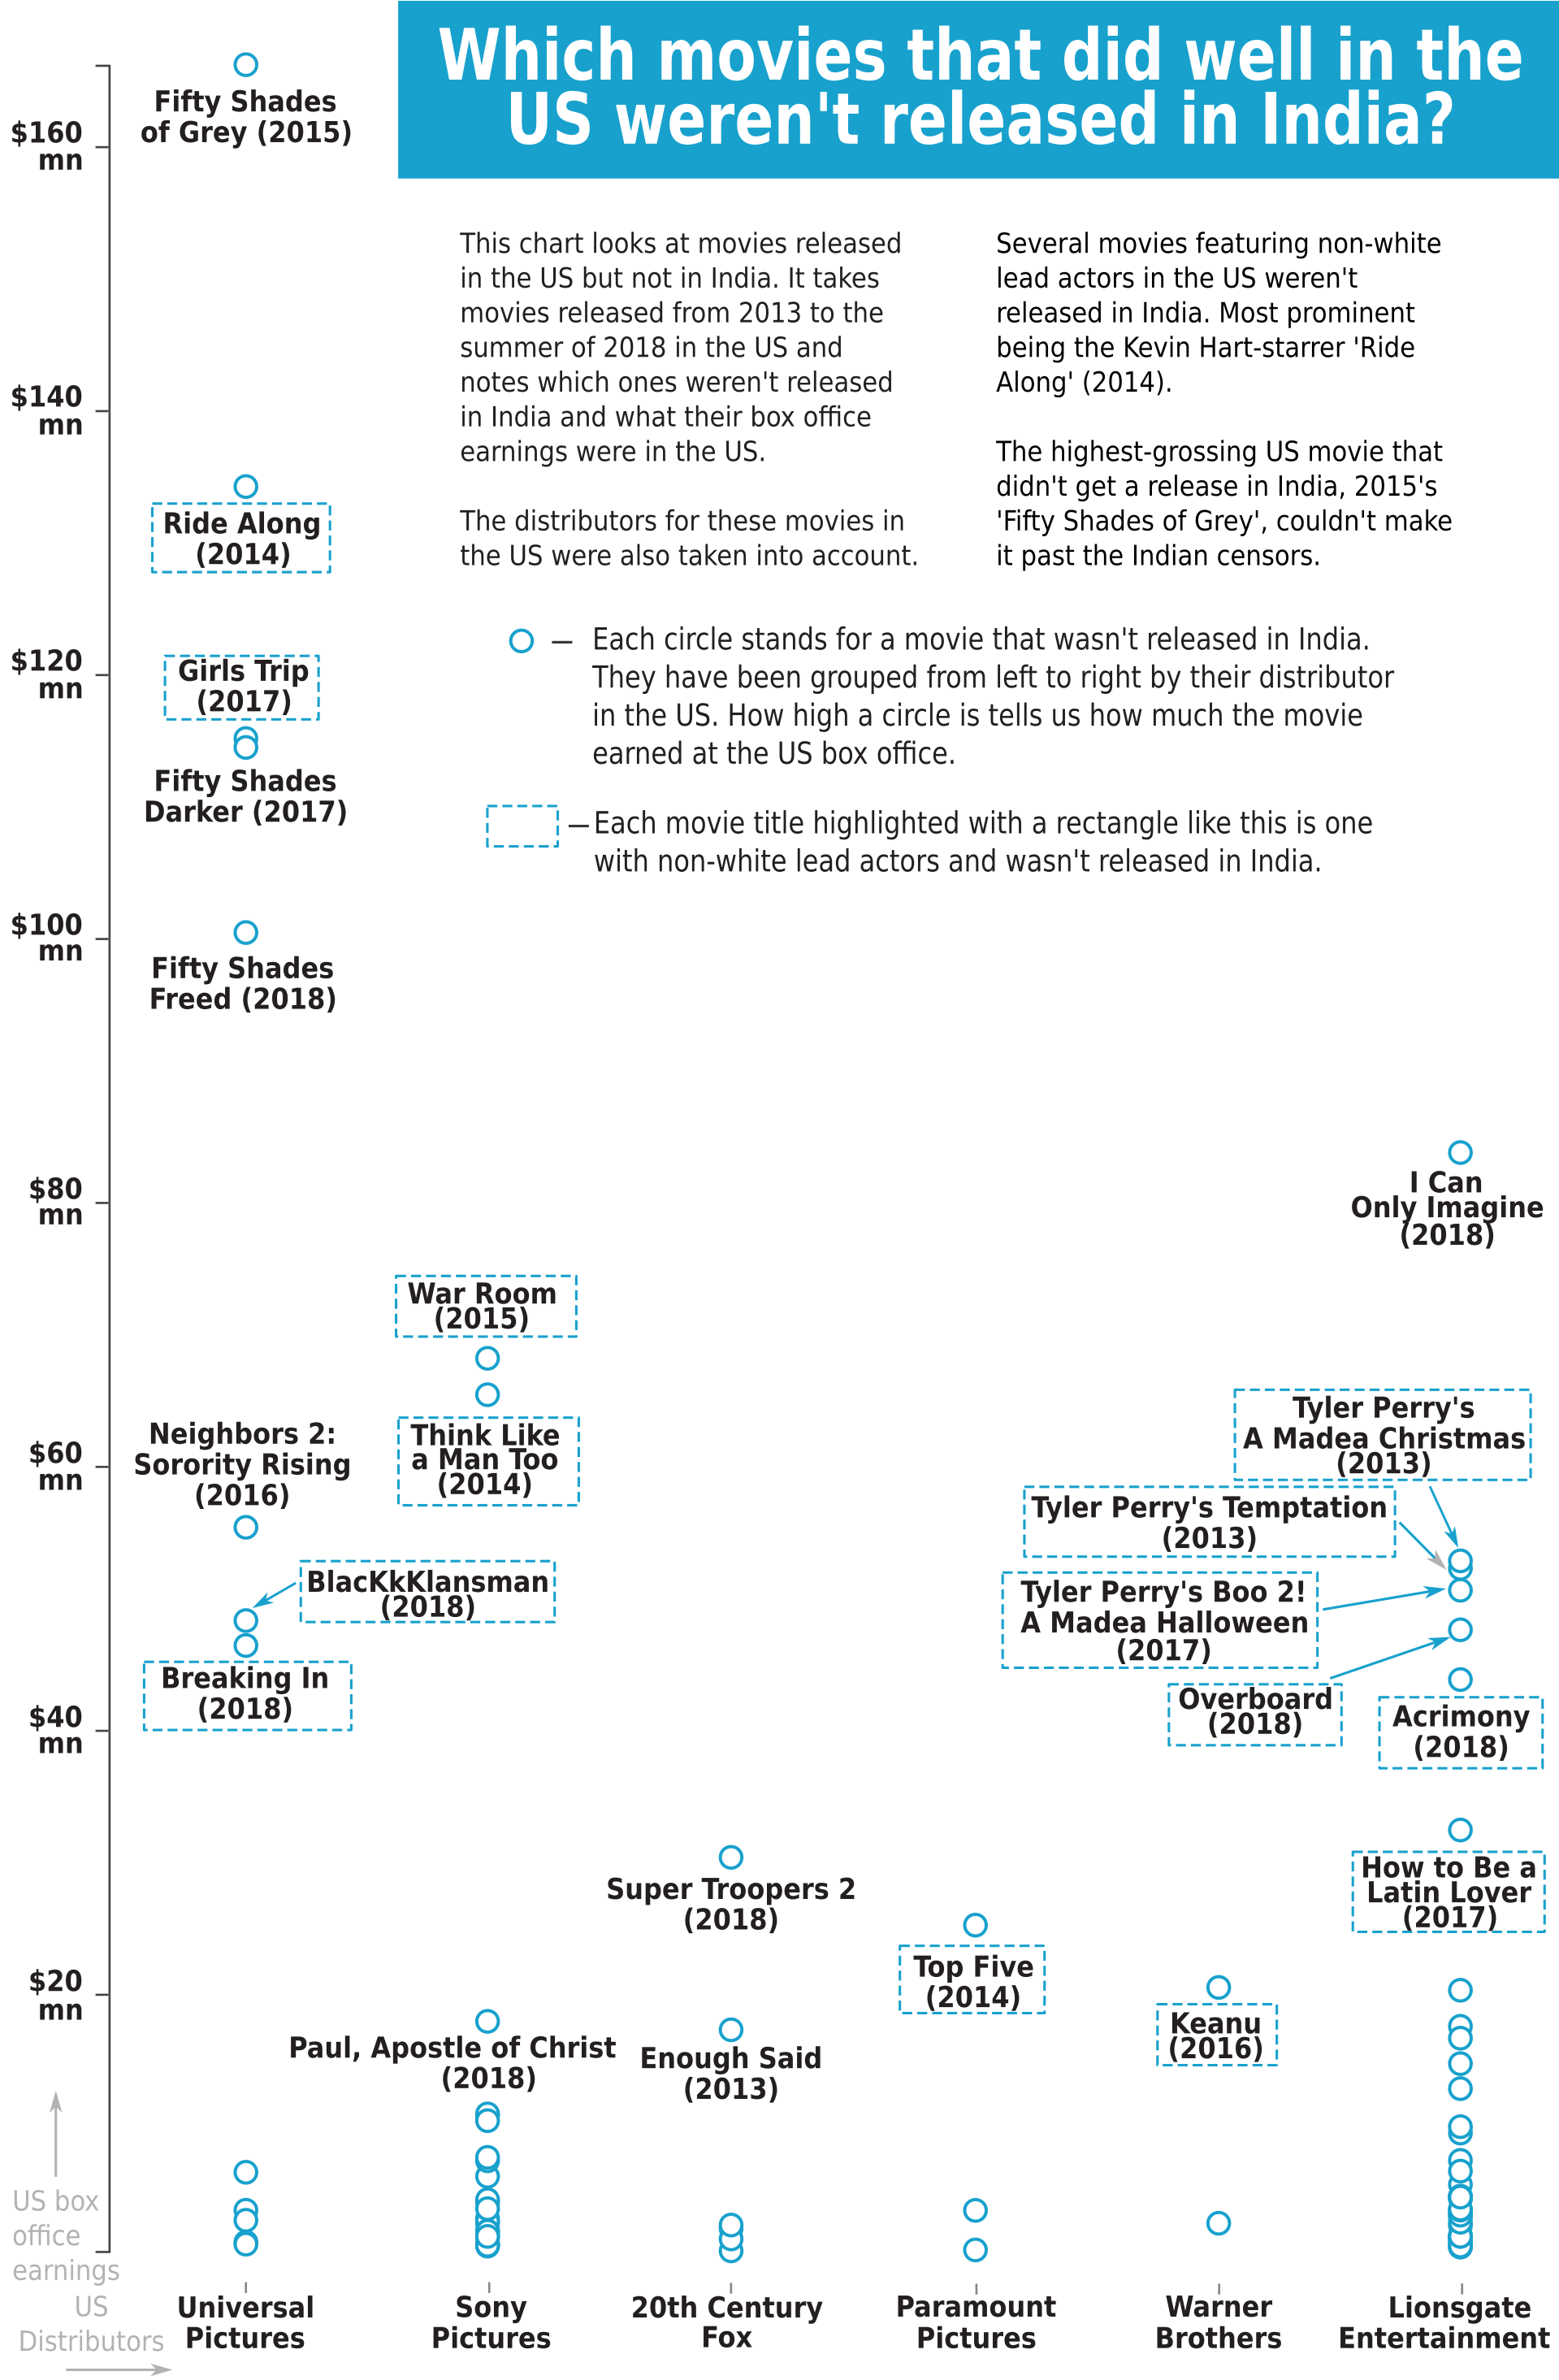 Which movies that did well in the
US weren't released in India?
This chart looks at movies released
in the US but not in India. It takes
movies released from 2013 to the
summer of 2018 in the US and
notes which ones weren't released
in India and what their box office
earnings were in the US.
The distributors for these movies in
the US were also taken into account.
Several movies featuring non-white
lead actors in the US weren't
released in India. Most prominent
being the Kevin Hart-starrer 'Ride
Along' (2014).
The highest-grossing US movie that
didn't get a release in India, 2015's
'Fifty Shades of Grey', couldn't make
it past the Indian censors.
— Each circle stands for a movie that wasn't released in India.
They have been grouped from left to right by their distributor
in the US. How high a circle is tells us how much the movie
earned at the US box office.
— Each movie title highlighted with a rectangle like this is one
with non-white lead actors and wasn't released in India.
$160
mn
$140
mn
$120
mn
$100
mn
$80
mn
$60
mn
$40
mn
$20
mn
US box
office
earnings
US
Distributors
Fifty Shades
of Grey (2015)
Ride Along
(2014)
Girls Trip
(2017)
Fifty Shades
Darker (2017)
Fifty Shades
Freed (2018)
Neighbors 2:
Sorority Rising
(2016)
BlacKkKlansman
(2018)
Breaking In
(2018)
War Room
(2015)
Think Like
a Man Too
(2014)
Paul, Apostle of Christ
(2018)
Super Troopers 2
(2018)
Enough Said
(2013)
Top Five
(2014)
Keanu
(2016)
I Can
Only Imagine
(2018)
Tyler Perry's
A Madea Christmas
(2013)
Tyler Perry's Temptation
(2013)
Tyler Perry's Boo 2!
A Madea Halloween
(2017)
Overboard
(2018)
Acrimony
(2018)
How to Be a
Latin Lover
(2017)
Universal
Pictures
Sony
Pictures
20th Century
Fox
Paramount
Pictures
Warner
Brothers
Lionsgate
Entertainment